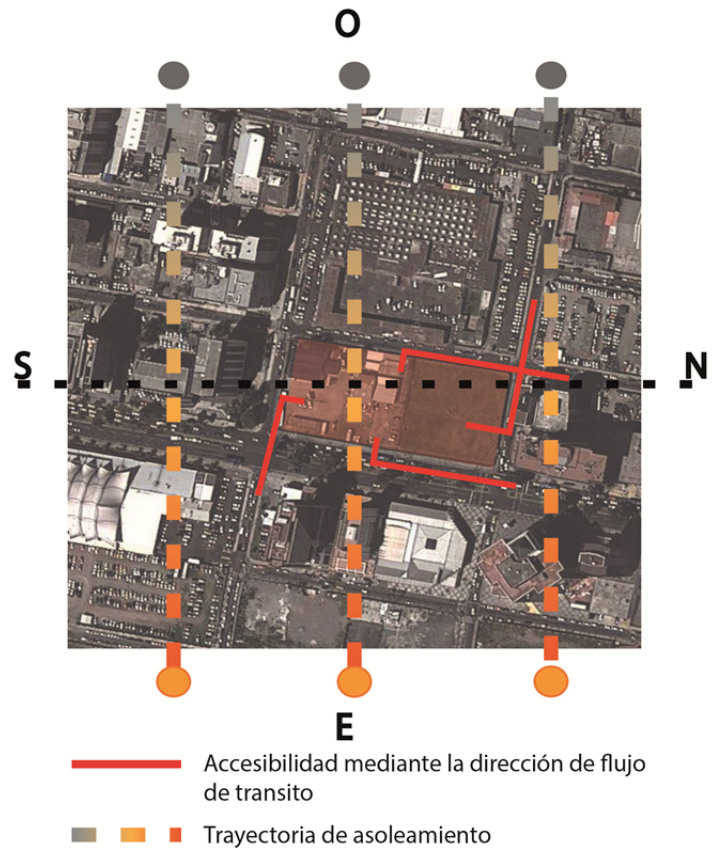 O
S
N
E
Accesibilidad mediante la dirección de flujo
de transito
Trayectoria de asoleamiento